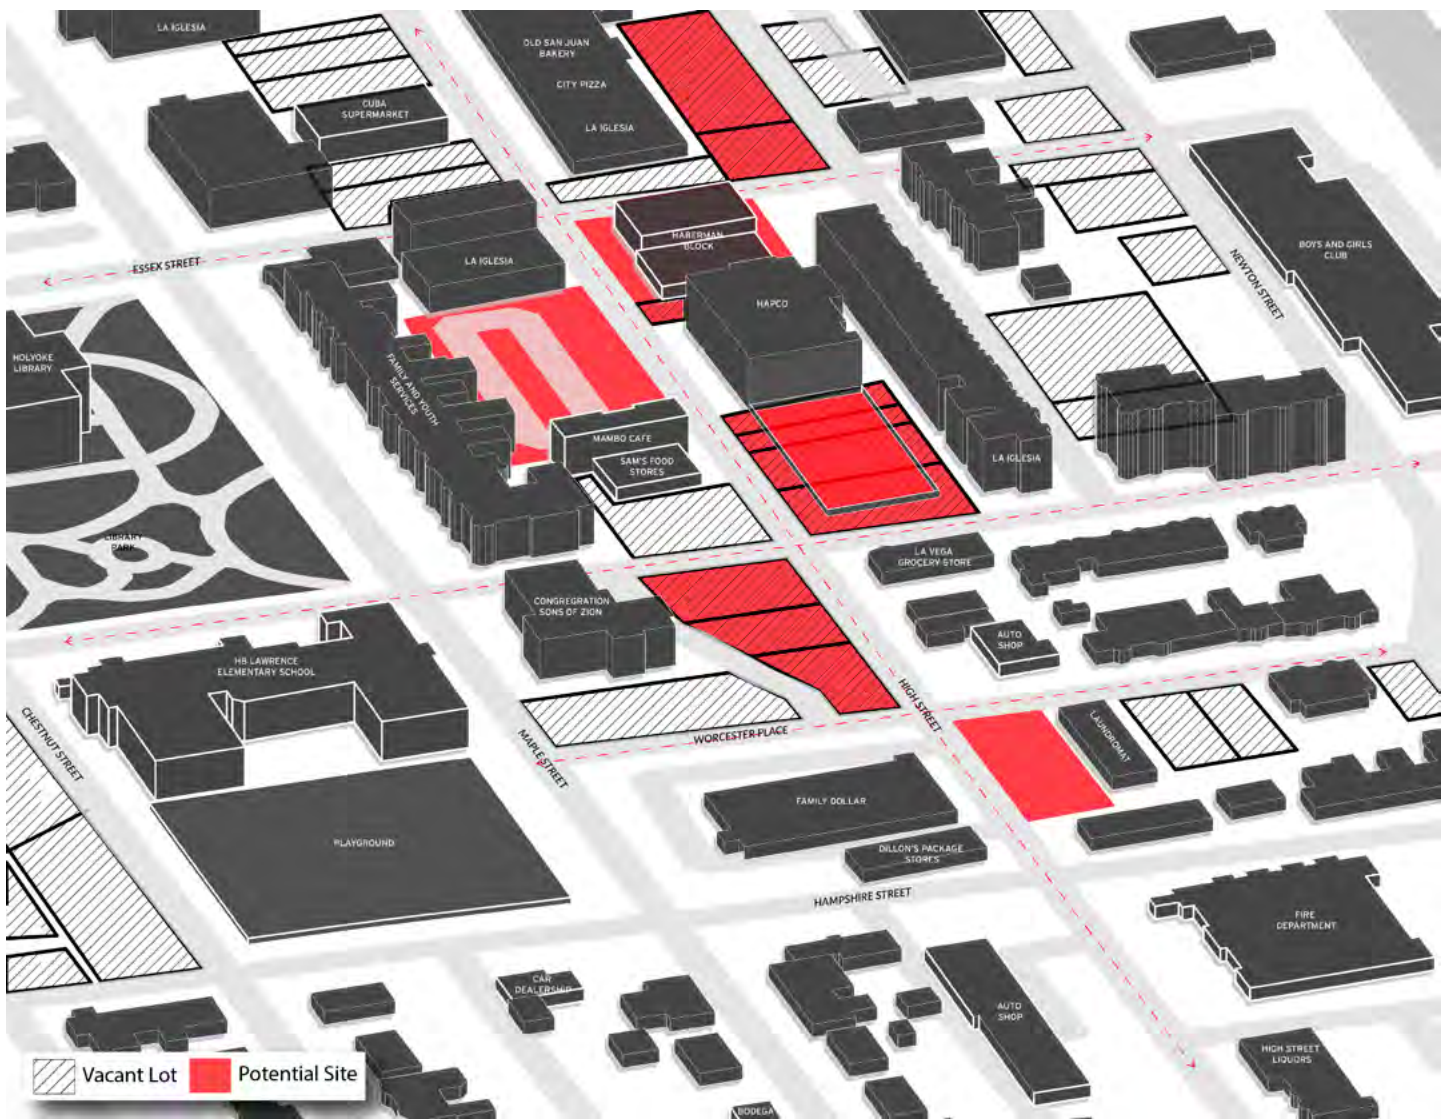 LA IGLESIA
OLD SAN JUAN
BAKERY
CITY PIZZA
LA IGLESIA
CUBA
SUPERMARKET
ESSEX STREET
LA IGLESIA
HABERMAN
BLOCK
HAPCO
NEWTON STREET
BOYS AND GIRLS
CLUB
HOLYOKE
LIBRARY
FAMILY AND YOUTH
SERVICES
MAMBO CAFE
SAM'S FOOD
STORES
LA IGLESIA
LIBRARY
PARK
LA VEGA
GROCERY STORE
CONGREGRATION
SONS OF ZION
AUTO
SHOP
HB LAWRENCE
ELEMENTARY SCHOOL
CHESTNUT STREET
MAPLE STREET
WORCESTER PLACE
HIGH STREET
LAUNDROMAT
FAMILY DOLLAR
DILLON'S PACKAGE
STORES
PLAYGROUND
HAMPSHIRE STREET
FIRE
DEPARTMENT
CAR
DEALERSHIP
AUTO
SHOP
HIGH STREET
LIQUORS
BODEGA
Vacant Lot
Potential Site